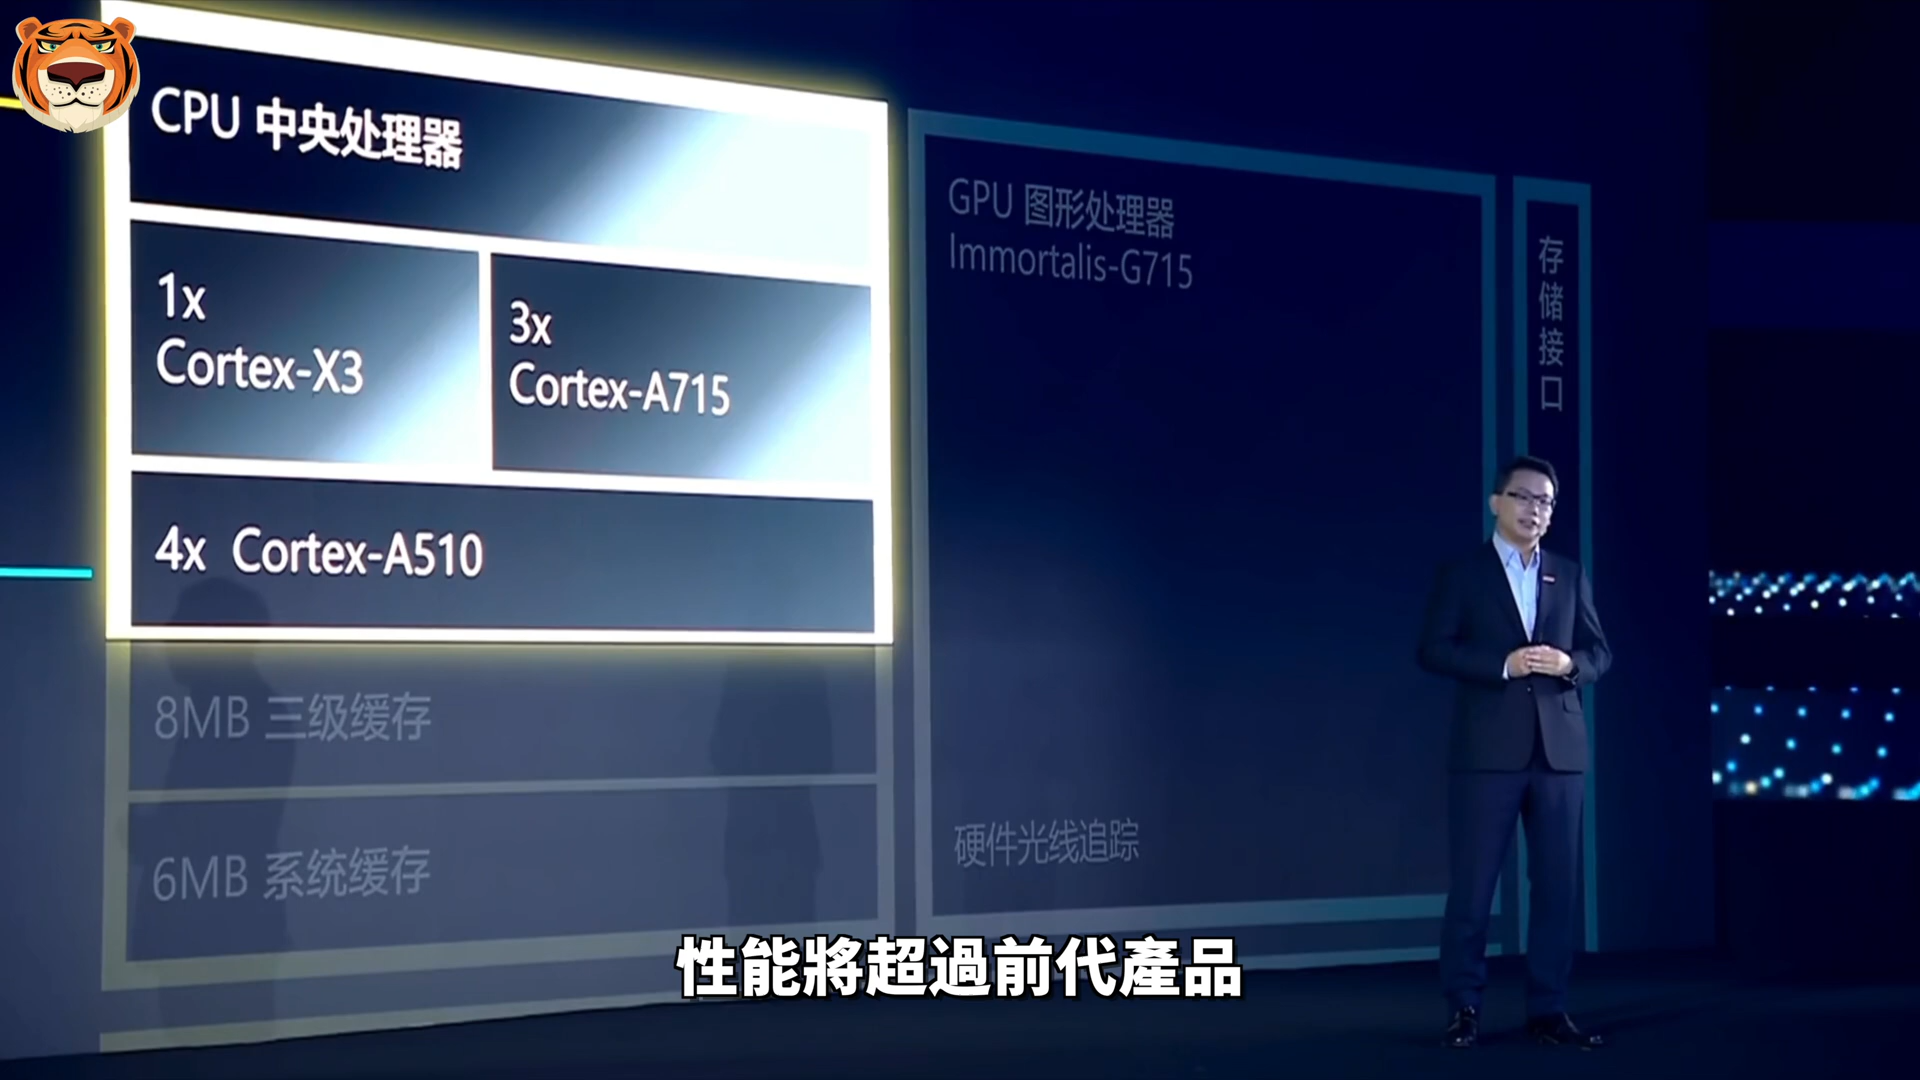 CPU 中央处理器
1x
Cortex-X3
3x
Cortex-A715
4x Cortex-A510
8MB 三级缓存
6MB 系统缓存
GPU 图形处理器
Immortalis-G715
硬件光线追踪
存储接口
性能將超過前代產品